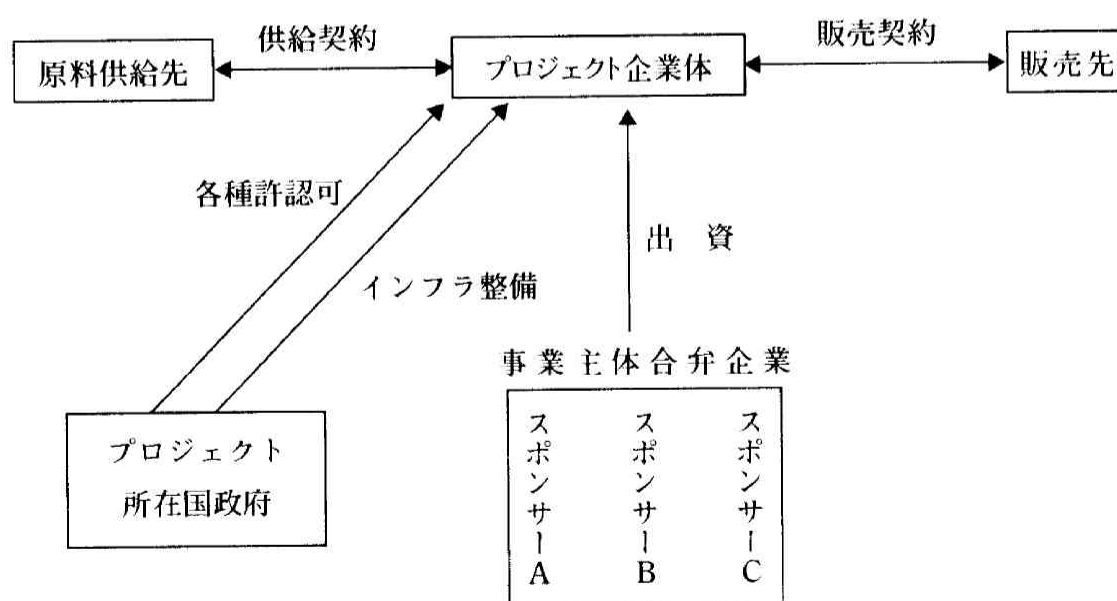 供給契約
販売契約
原料供給先
プロジェクト企業体
販売先
各種許認可
出 資
インフラ整備
事業主体合弁企業
プロジェクト
所在国政府
スポンサーA
スポンサーB
スポンサーC